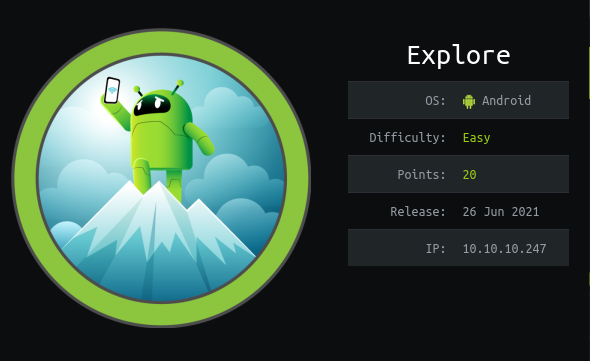 Explore
OS: Android
Difficulty: Easy
Points: 20
Release: 26 Jun 2021
IP: 10.10.10.247